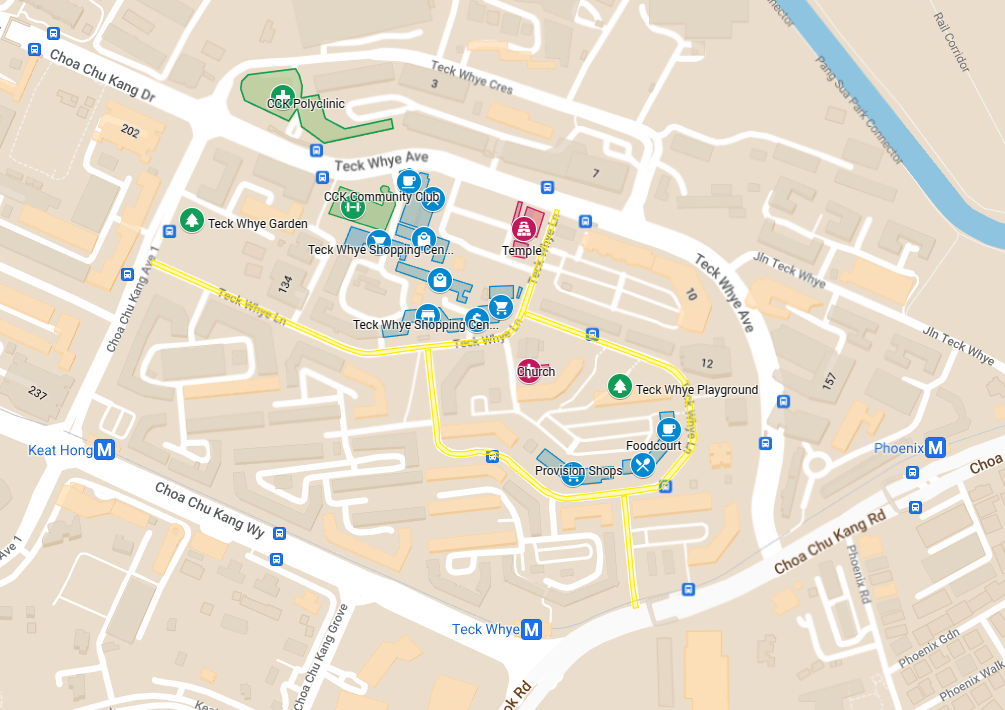 Rail Corridor
Connector
Choa Chu Kang Dr
Teck Whye Cres
3
Pang Sua Park Connector
CCK Polyclinic
202
Teck Whye Ave
7
CCK Community Club
Teck Whye Garden
Temple
Teck Whye Ln
Teck Whye Shopping Cen...
Choa Chu Kang Ave 1
Teck Whye Ave
Jln Teck Whye
134
10
Teck Whye Ln
Teck Whye Shopping Cen...
Teck Whye Ln
Jln Teck Whye
12
Church
157
237
Teck Whye Playground
Teck Whye Ln
Keat Hong M
Foodcourt
Phoenix M
Choa
Provision Shops
Choa Chu Kang Wy
Choa Chu Kang Rd
Ave 1
Phoenix Rd
Teck Whye M
Choa Chu Kang Grove
Phoenix Gdn
Phoenix Walk
ok Rd
Keat